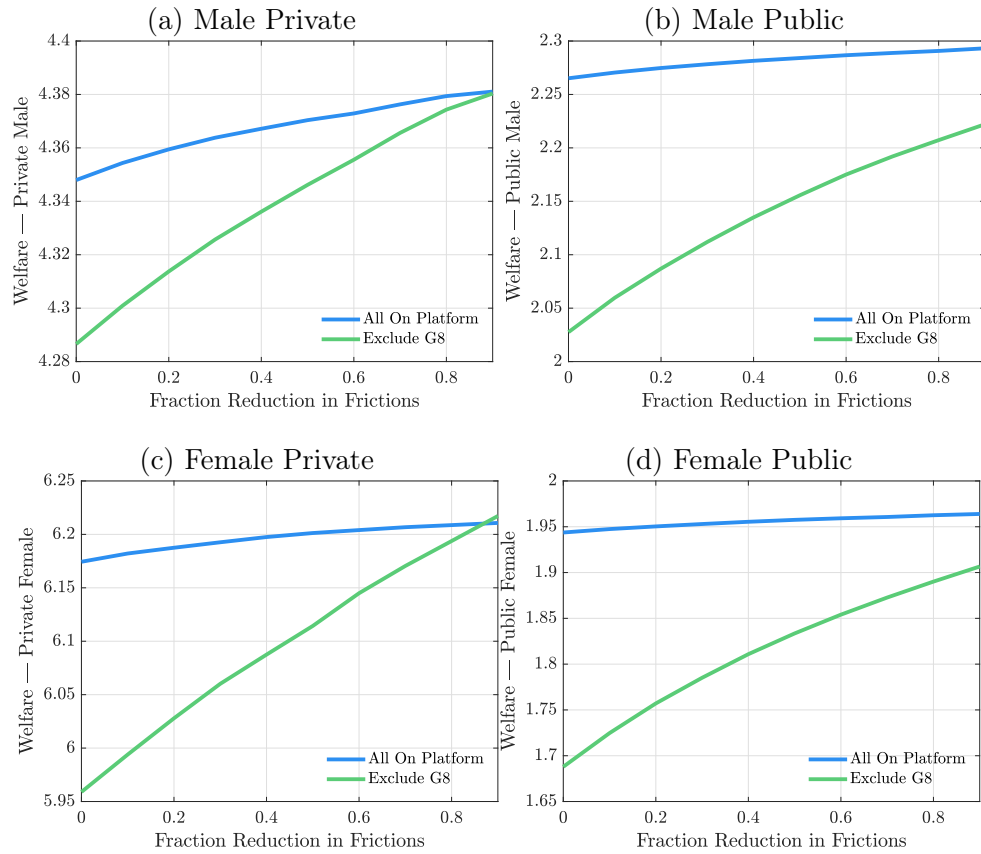 (a) Male Private
4.4
4.38
4.36
4.34
4.32
4.3
4.28
Welfare — Private Male
All On Platform
Exclude G8
0 0.2 0.4 0.6 0.8
Fraction Reduction in Frictions
(b) Male Public
2.3
2.25
2.2
2.15
2.1
2.05
2
Welfare — Public Male
All On Platform
Exclude G8
0 0.2 0.4 0.6 0.8
Fraction Reduction in Frictions
(c) Female Private
6.25
6.2
6.15
6.1
6.05
6
5.95
Welfare — Private Female
All On Platform
Exclude G8
0 0.2 0.4 0.6 0.8
Fraction Reduction in Frictions
(d) Female Public
2
1.95
1.9
1.85
1.8
1.75
1.7
1.65
Welfare — Public Female
All On Platform
Exclude G8
0 0.2 0.4 0.6 0.8
Fraction Reduction in Frictions